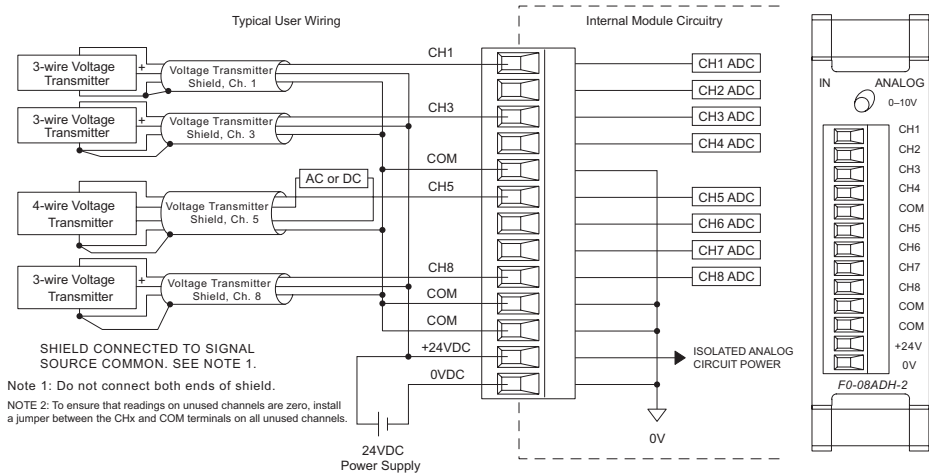 Typical User Wiring
Internal Module Circuitry
3-wire Voltage
Transmitter
+
Voltage Transmitter
Shield, Ch. 1
3-wire Voltage
Transmitter
+
Voltage Transmitter
Shield, Ch. 3
AC or DC
4-wire Voltage
Transmitter
Voltage Transmitter
Shield, Ch. 5
3-wire Voltage
Transmitter
+
Voltage Transmitter
Shield, Ch. 8
CH1
CH3
COM
CH5
CH8
COM
COM
+24VDC
0VDC
CH1 ADC
CH2 ADC
CH3 ADC
CH4 ADC
CH5 ADC
CH6 ADC
CH7 ADC
CH8 ADC
ISOLATED ANALOG
CIRCUIT POWER
0V
SHIELD CONNECTED TO SIGNAL
SOURCE COMMON. SEE NOTE 1.
Note 1: Do not connect both ends of shield.
NOTE 2: To ensure that readings on unused channels are zero, install
a jumper between the CHx and COM terminals on all unused channels.
24VDC
Power Supply
IN ANALOG
0–10V
CH1
CH2
CH3
CH4
COM
CH5
CH6
CH7
CH8
COM
COM
+24V
0V
F0-08ADH-2